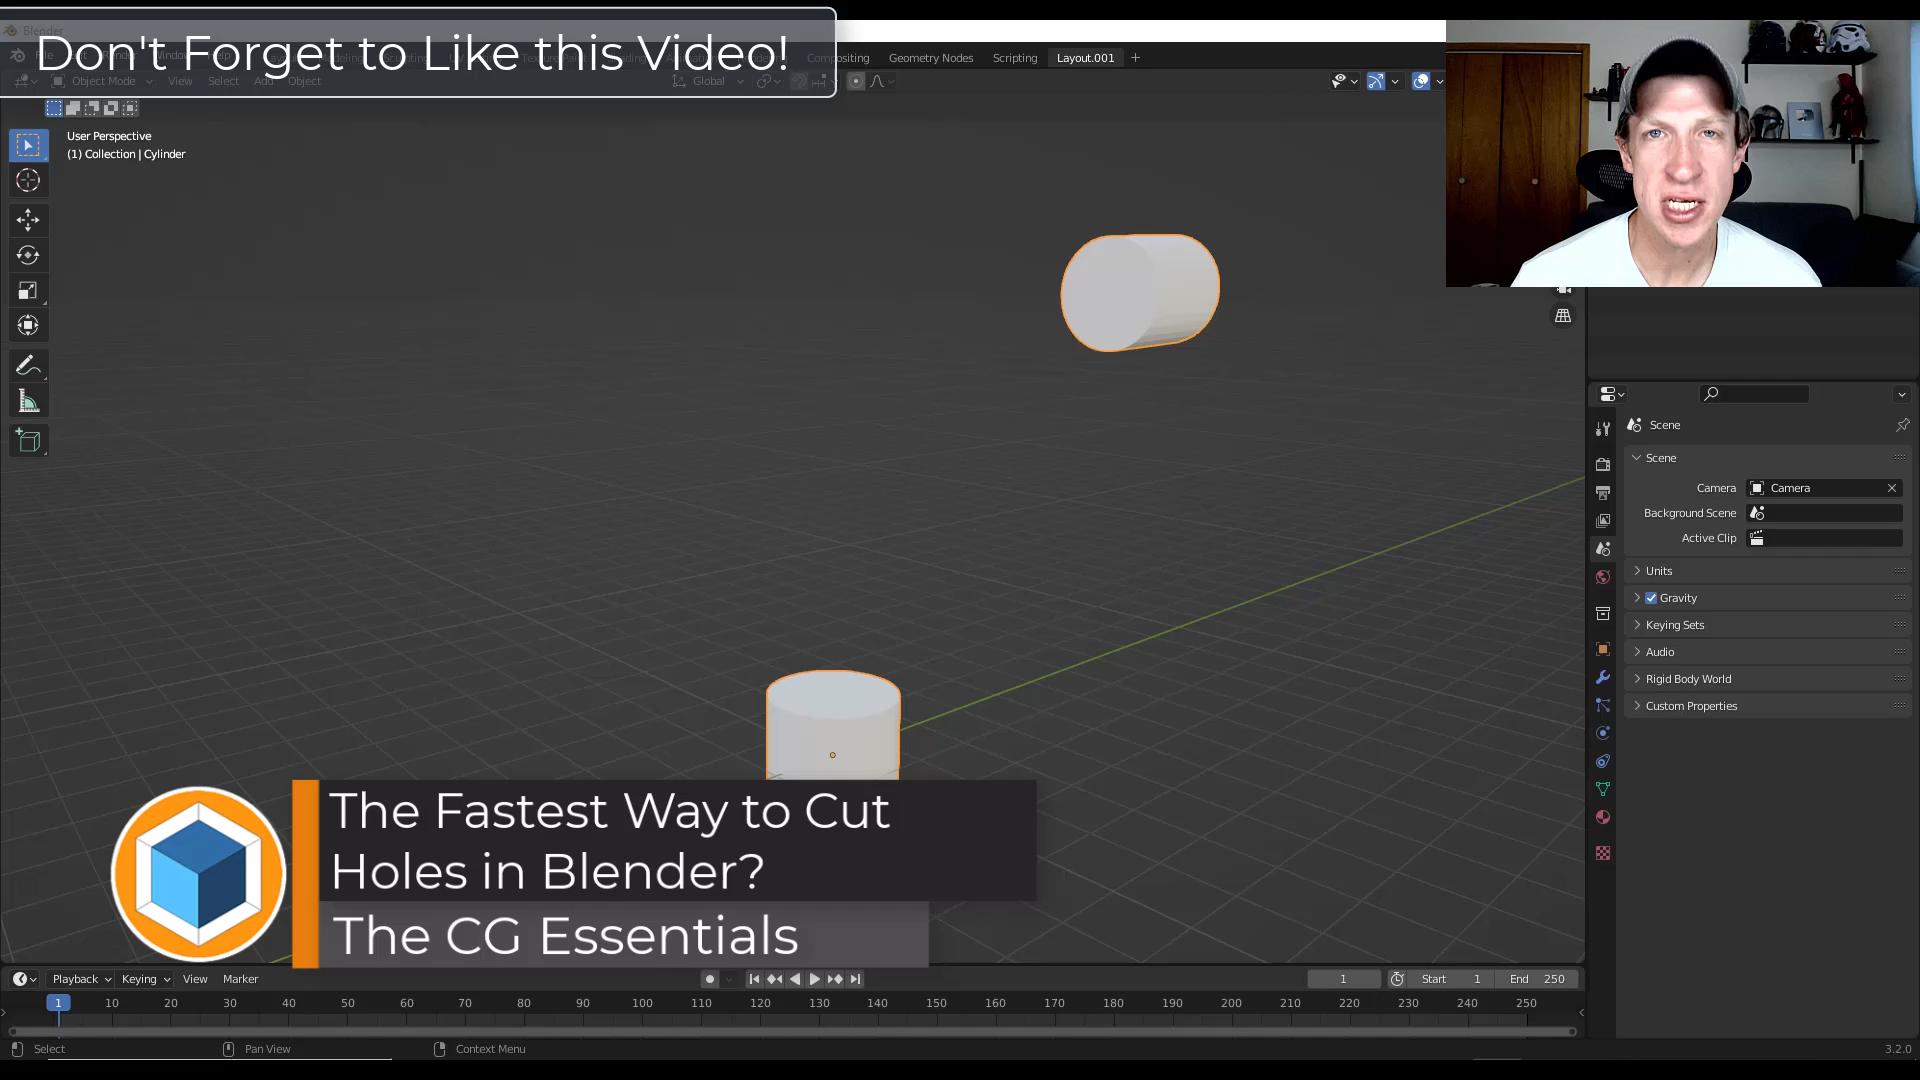 Blender
Don't Forget to Like this Video!
Compositing Geometry Nodes Scripting Layout.001
Object Mode View Select Add Object Global
User Perspective
(1) Collection | Cylinder
Scene
Scene
Camera Camera
Background Scene
Active Clip
Units
Gravity
Keying Sets
Audio
Rigid Body World
Custom Properties
The Fastest Way to Cut
Holes in Blender?
The CG Essentials
Playback Keying View Marker 1 Start 1 End 250
1 10 20 30 40 50 60 70 80 90 100 110 120 130 140 150 160 170 180 190 200 210 220 230 240 250
Select Pan View Context Menu 3.2.0